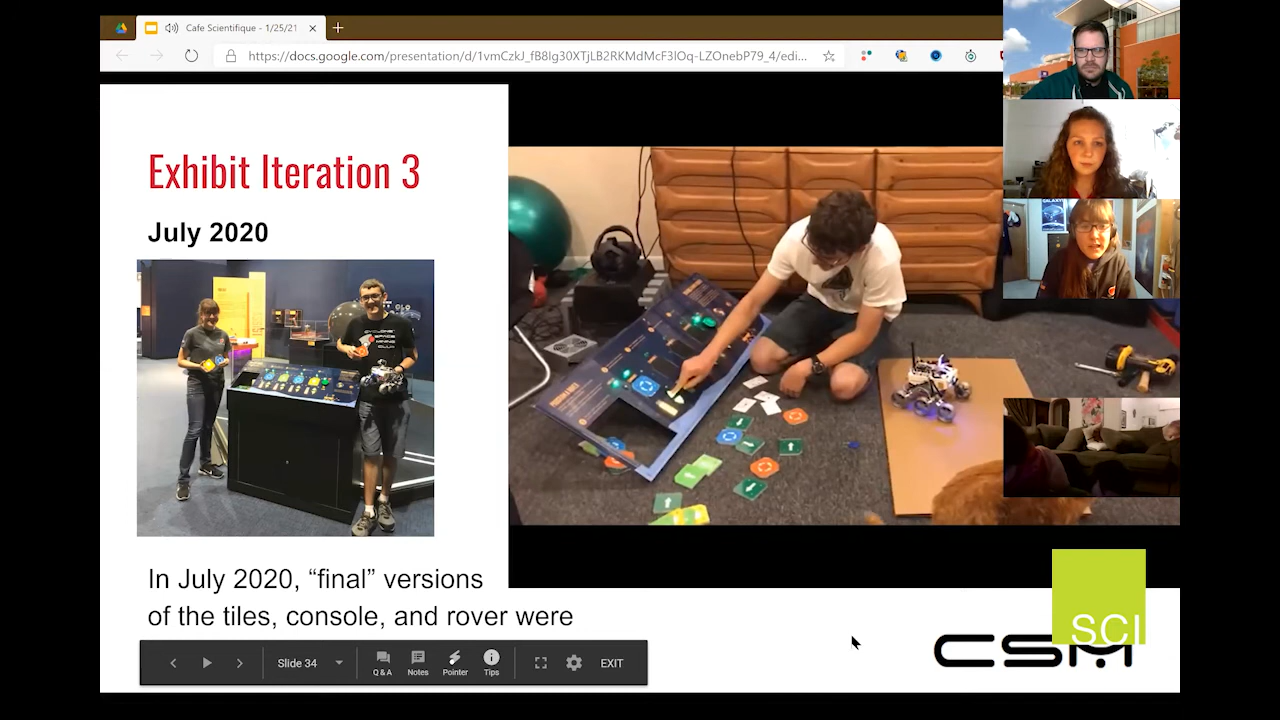 Cafe Scientifique - 1/25/21
https://docs.google.com/presentation/d/1vmCzkJ_fB8Ig30XTjLB2RKMdMcF3lOq-LZOnebP79_4/edi...
Exhibit Iteration 3
July 2020
In July 2020, “final” versions
of the tiles, console, and rover were
Slide 34
Q & A
Notes
Pointer
Tips
EXIT
SCI
CSM